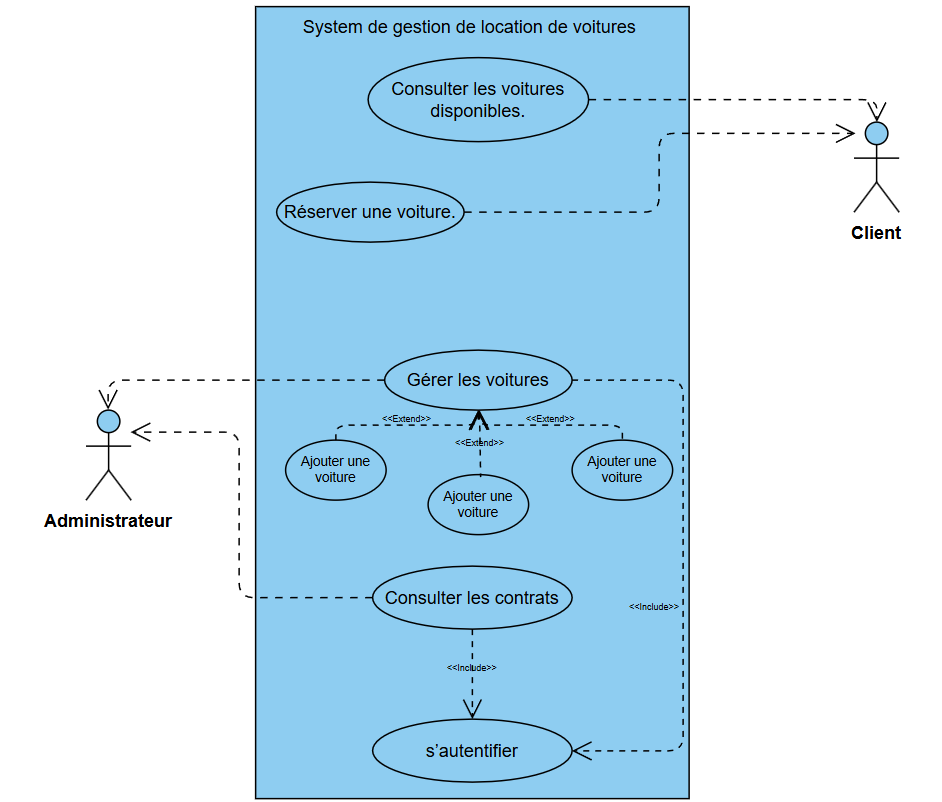 System de gestion de location de voitures
Consulter les voitures
disponibles.
Réserver une voiture.
Client
Gérer les voitures
<<Extend>>
<<Extend>>
<<Extend>>
Ajouter une
voiture
Ajouter une
voiture
Ajouter une
voiture
Administrateur
Consulter les contrats
<<Include>>
<<Include>>
s’autentifier